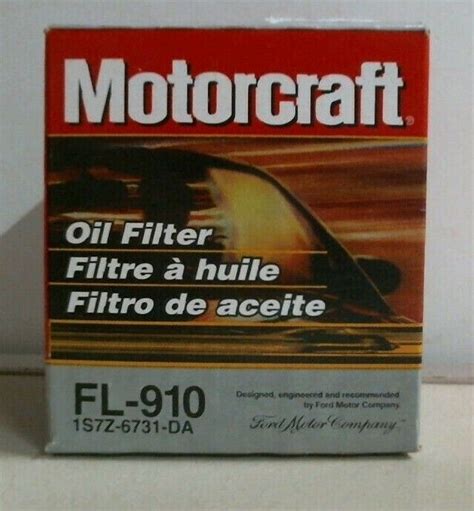 Motorcraft®
Oil Filter
Filtre à huile
Filtro de aceite
FL-910
1S7Z-6731-DA
Designed, engineered and recommended
by Ford Motor Company.
Ford Motor Company,™